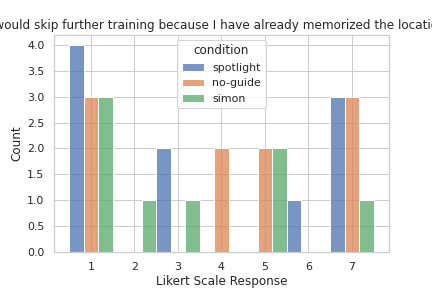 would skip further training because I have already memorized the locati
condition
spotlight
no-guide
simon
4.0
3.5
3.0
2.5
2.0
1.5
1.0
0.5
0.0
Count
1 2 3 4 5 6 7
Likert Scale Response